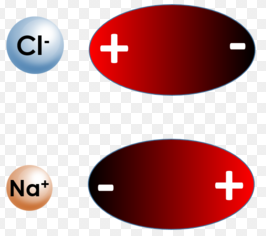 Cl⁻ + -
Na⁺ - +